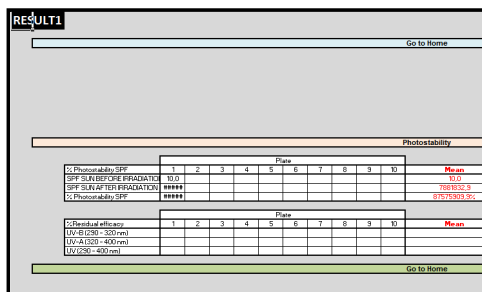 RESULT1
Go to Home
Photostability
Plate
% Photostability SPF 1 2 3 4 5 6 7 8 9 10 Mean
SPF SUN BEFORE IRRADIATIO 10,0 10,0
SPF SUN AFTER IRRADIATION ##### 7881832,9
% Photostability SPF ##### 87575909,9%
Plate
%Residual efficacy 1 2 3 4 5 6 7 8 9 10 Mean
UV-B (290 - 320 nm)
UV-A (320 - 400 nm)
UV (290 - 400 nm)
Go to Home